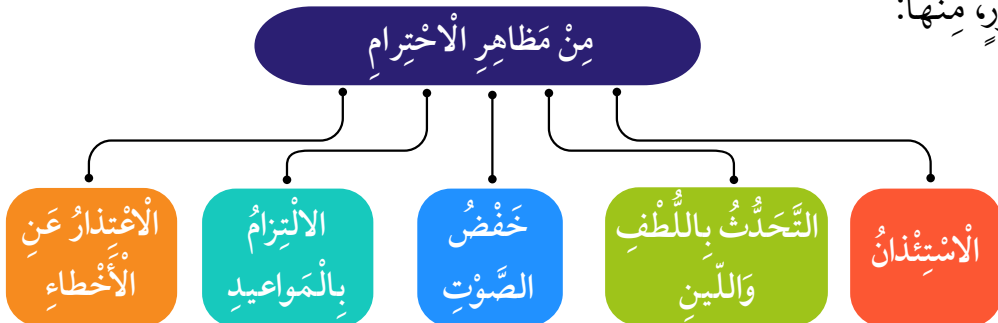 مِنْها:
مِنْ مَظاهِرِ الْاحْتِرامِ
الْاسْتِئْذانُ
التَّحَدُّثُ بِاللُّطْفِ
وَاللّينِ
خَفْضُ
الصَّوْتِ
الالْتِزامُ
بِالْمَواعيدِ
الْاعْتِذارُ عَنِ
الْأَخْطاءِ